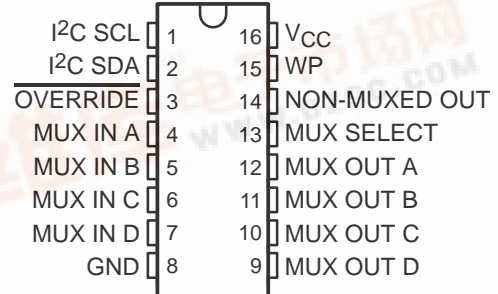 I2C SCL 1 16 VCC
I2C SDA 2 15 WP
OVERRIDE 3 14 NON-MUXED OUT
MUX IN A 4 13 MUX SELECT
MUX IN B 5 12 MUX OUT A
MUX IN C 6 11 MUX OUT B
MUX IN D 7 10 MUX OUT C
GND 8 9 MUX OUT D